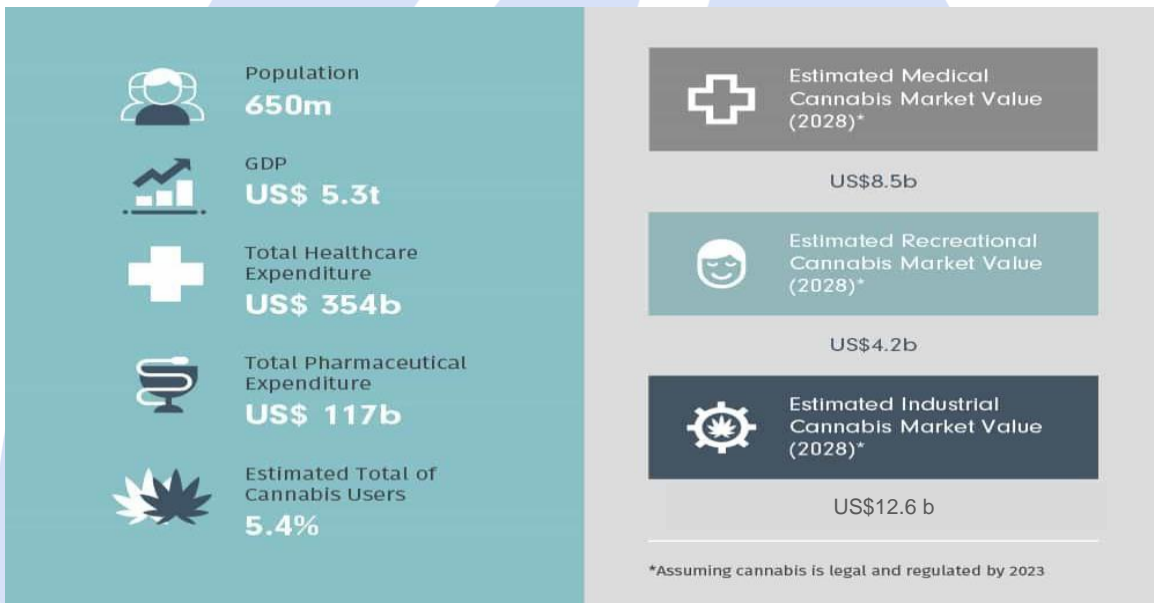 Population
650m
GDP
US$ 5.3t
Total Healthcare
Expenditure
US$ 354b
Total Pharmaceutical
Expenditure
US$ 117b
Estimated Total of
Cannabis Users
5.4%
Estimated Medical
Cannabis Market Value
(2028)*
US$8.5b
Estimated Recreational
Cannabis Market Value
(2028)*
US$4.2b
Estimated Industrial
Cannabis Market Value
(2028)*
US$12.6 b
*Assuming cannabis is legal and regulated by 2023